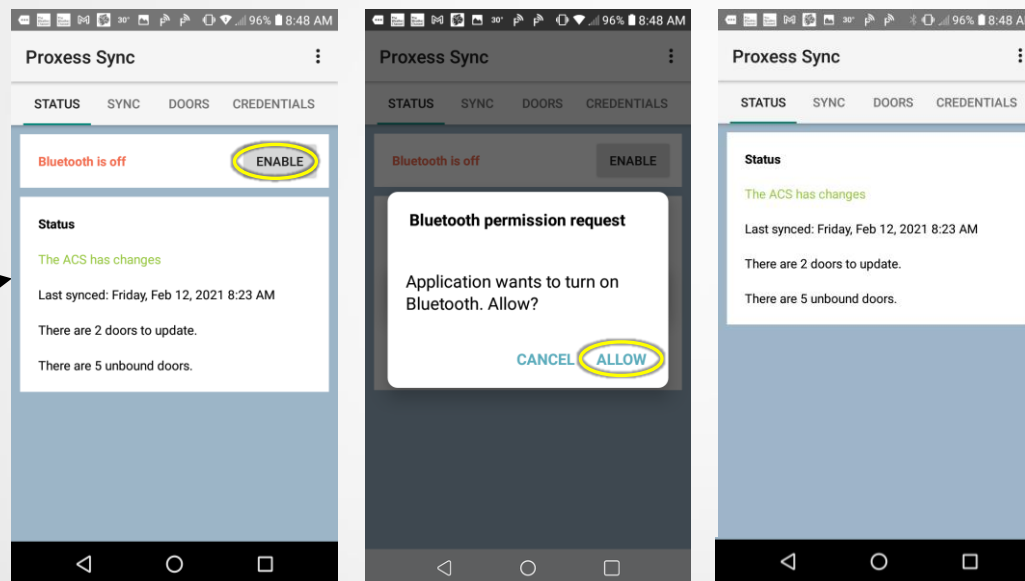 96% 8:48 AM
Proxess Sync
STATUS SYNC DOORS CREDENTIALS
Bluetooth is off ENABLE
Status
The ACS has changes
Last synced: Friday, Feb 12, 2021 8:23 AM
There are 2 doors to update.
There are 5 unbound doors.
30° 96% 8:48 AM
Proxess Sync
STATUS SYNC DOORS CREDENTIALS
Bluetooth is off ENABLE
Bluetooth permission request
Application wants to turn on
Bluetooth. Allow?
CANCEL ALLOW
30° 96% 8:48 AM
Proxess Sync
STATUS SYNC DOORS CREDENTIALS
Status
The ACS has changes
Last synced: Friday, Feb 12, 2021 8:23 AM
There are 2 doors to update.
There are 5 unbound doors.